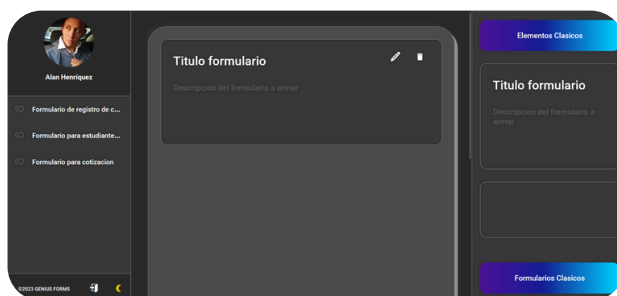 Alan Henríquez
Formulario de registro de c...
Formulario para estudiante...
Formulario para cotizacion
©2023 GENIUS FORMS
Titulo formulario
Descripcion del formulario a armar
Elementos Clasicos
Titulo formulario
Descripcion del formulario a
armar
Formularios Clasicos